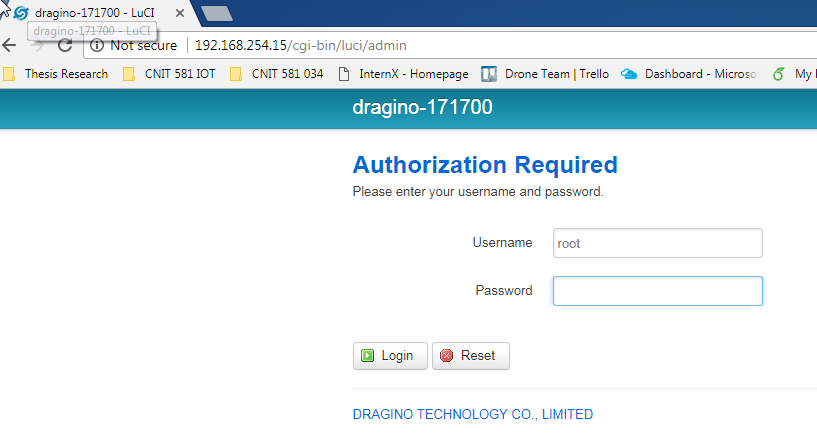 dragino-171700 - LuCI
dragino-171700 - LuCI
Not secure 192.168.254.15/cgi-bin/luci/admin
Thesis Research CNIT 581 IOT CNIT 581 034 InternX - Homepage Drone Team | Trello Dashboard - Microso My
dragino-171700
Authorization Required
Please enter your username and password.
Username root
Password
Login Reset
DRAGINO TECHNOLOGY CO., LIMITED